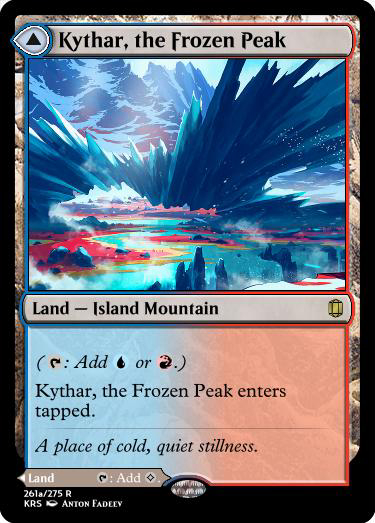 Kythar, the Frozen Peak
Land — Island Mountain
( : Add or .)
Kythar, the Frozen Peak enters
tapped.
A place of cold, quiet stillness.
Land : Add .
261a/275 R
KRS Anton Fadeev